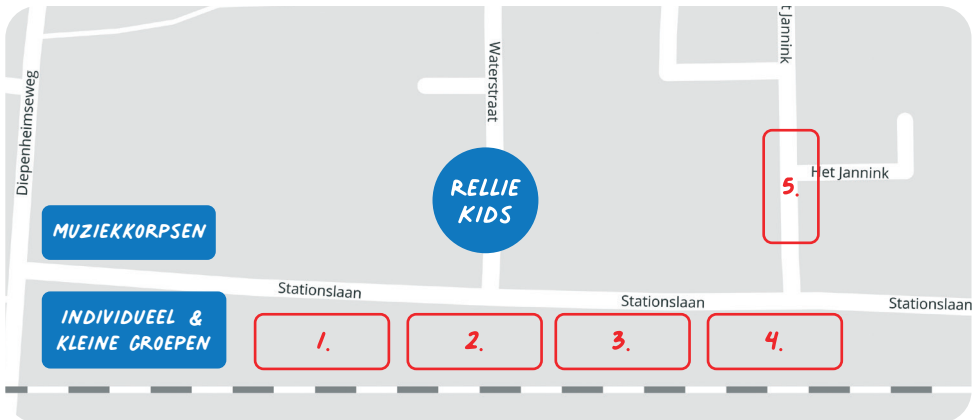 t Jannink
Waterstraat
Diepenheimseweg
RELLIE
KIDS
Het Jannink
5.
MUZIEKKORPSEN
Stationslaan
Stationslaan
Stationslaan
INDIVIDUEEL &
KLEINE GROEPEN
1.
2.
3.
4.